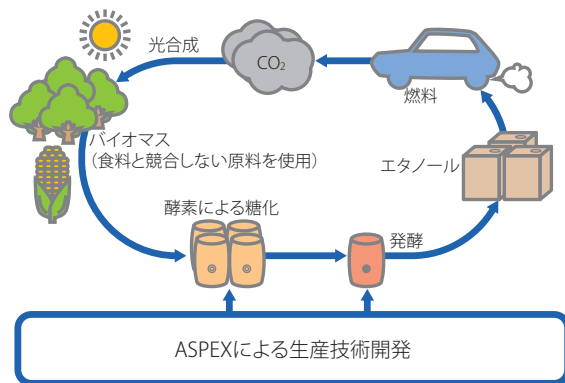 光合成
CO₂
燃料
バイオマス
（食料と競合しない原料を使用）
エタノール
酵素による糖化
発酵
ASPEXによる生産技術開発